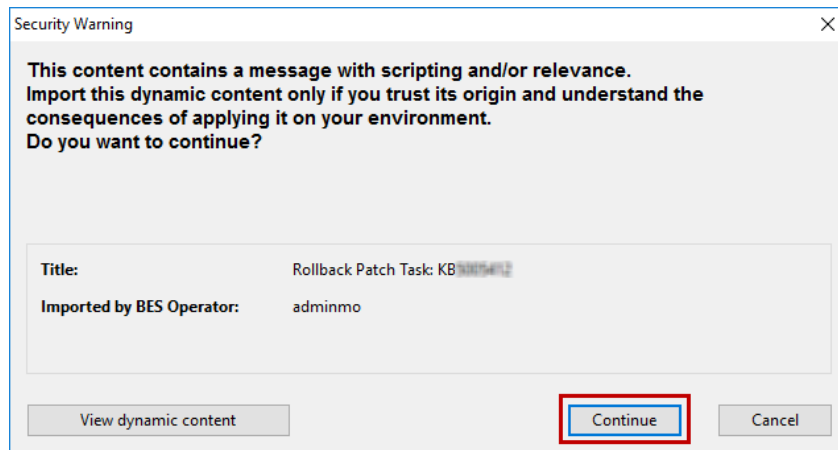 Security Warning
This content contains a message with scripting and/or relevance.
Import this dynamic content only if you trust its origin and understand the
consequences of applying it on your environment.
Do you want to continue?
Title: Rollback Patch Task: KB
Imported by BES Operator: adminmo
View dynamic content Continue Cancel